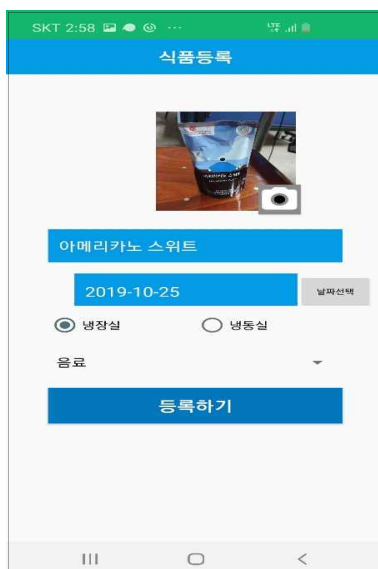 SKT 2:58
식품등록
아메리카노 스위트
2019-10-25
날짜선택
냉장실 냉동실
음료
등록하기